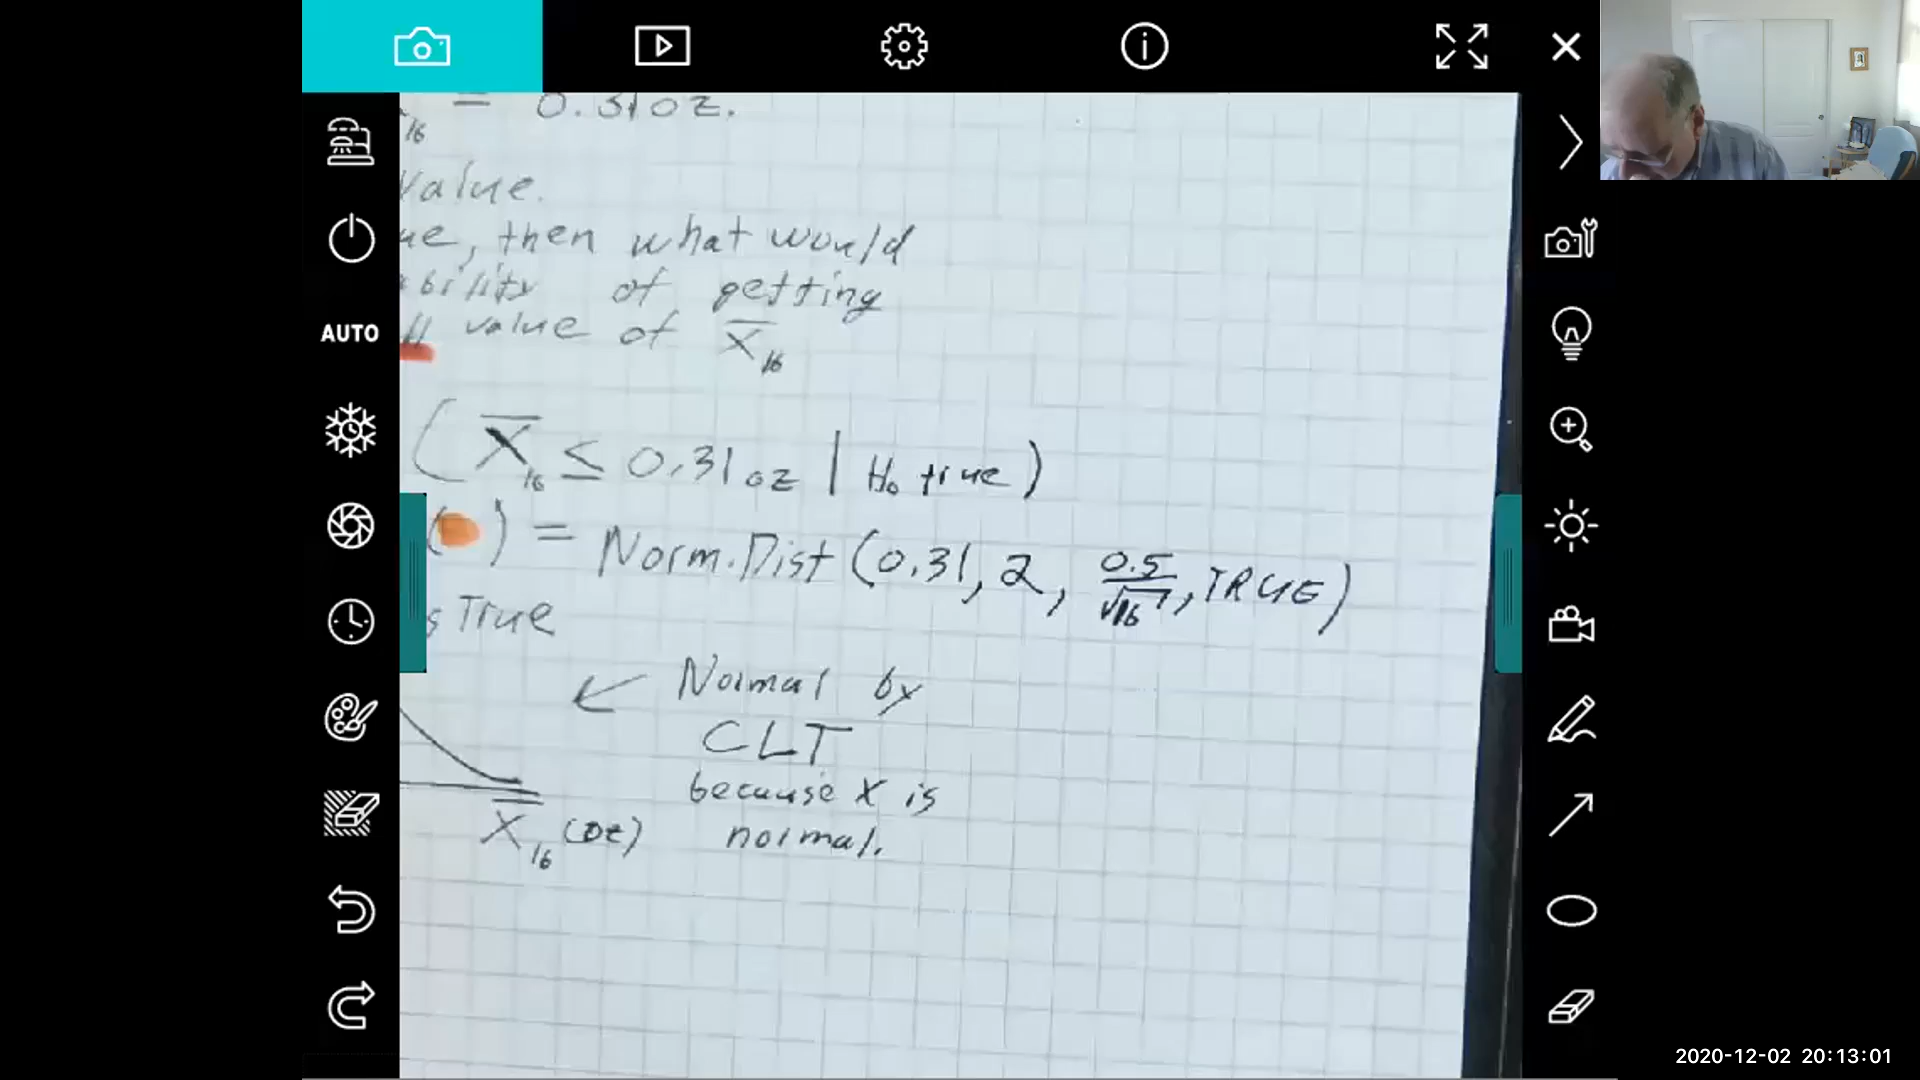 16 = 0.31 oz.
value.
ue, then what would
ability of getting
ll value of X̄16
AUTO
(X̄16 ≤ 0.31 oz | H₀ true)
( ) = Norm.Dist(0.31, 2, 0.5/√16, TRUE)
s True
← Normal by
CLT
because X is
X̄16 (oz) normal.
2020-12-02 20:13:01